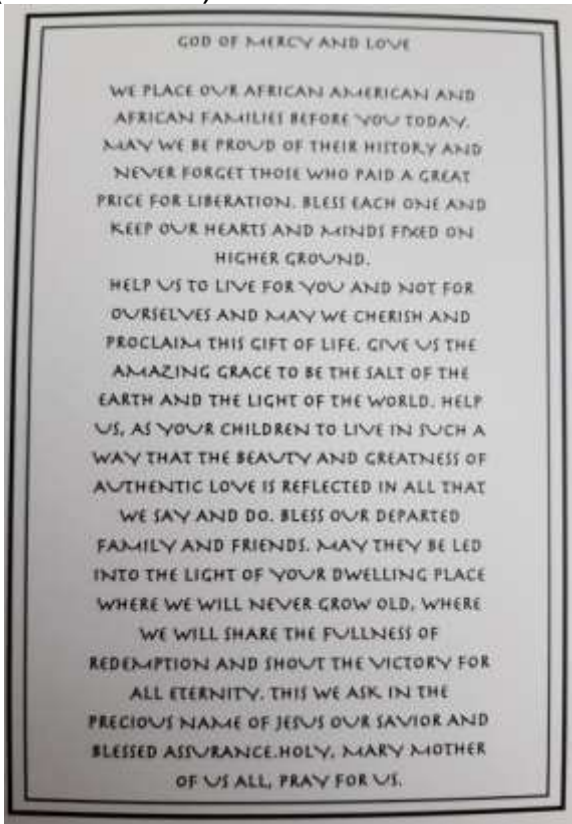 GOD OF MERCY AND LOVE
WE PLACE OUR AFRICAN AMERICAN AND
AFRICAN FAMILIES BEFORE YOU TODAY.
MAY WE BE PROUD OF THEIR HISTORY AND
NEVER FORGET THOSE WHO PAID A GREAT
PRICE FOR LIBERATION. BLESS EACH ONE AND
KEEP OUR HEARTS AND MINDS FIXED ON
HIGHER GROUND.
HELP US TO LIVE FOR YOU AND NOT FOR
OURSELVES AND MAY WE CHERISH AND
PROCLAIM THIS GIFT OF LIFE. GIVE US THE
AMAZING GRACE TO BE THE SALT OF THE
EARTH AND THE LIGHT OF THE WORLD. HELP
US, AS YOUR CHILDREN TO LIVE IN SUCH A
WAY THAT THE BEAUTY AND GREATNESS OF
AUTHENTIC LOVE IS REFLECTED IN ALL THAT
WE SAY AND DO. BLESS OUR DEPARTED
FAMILY AND FRIENDS. MAY THEY BE LED
INTO THE LIGHT OF YOUR DWELLING PLACE
WHERE WE WILL NEVER GROW OLD, WHERE
WE WILL SHARE THE FULLNESS OF
REDEMPTION AND SHOUT THE VICTORY FOR
ALL ETERNITY. THIS WE ASK IN THE
PRECIOUS NAME OF JESUS OUR SAVIOR AND
BLESSED ASSURANCE.HOLY, MARY MOTHER
OF US ALL, PRAY FOR US.